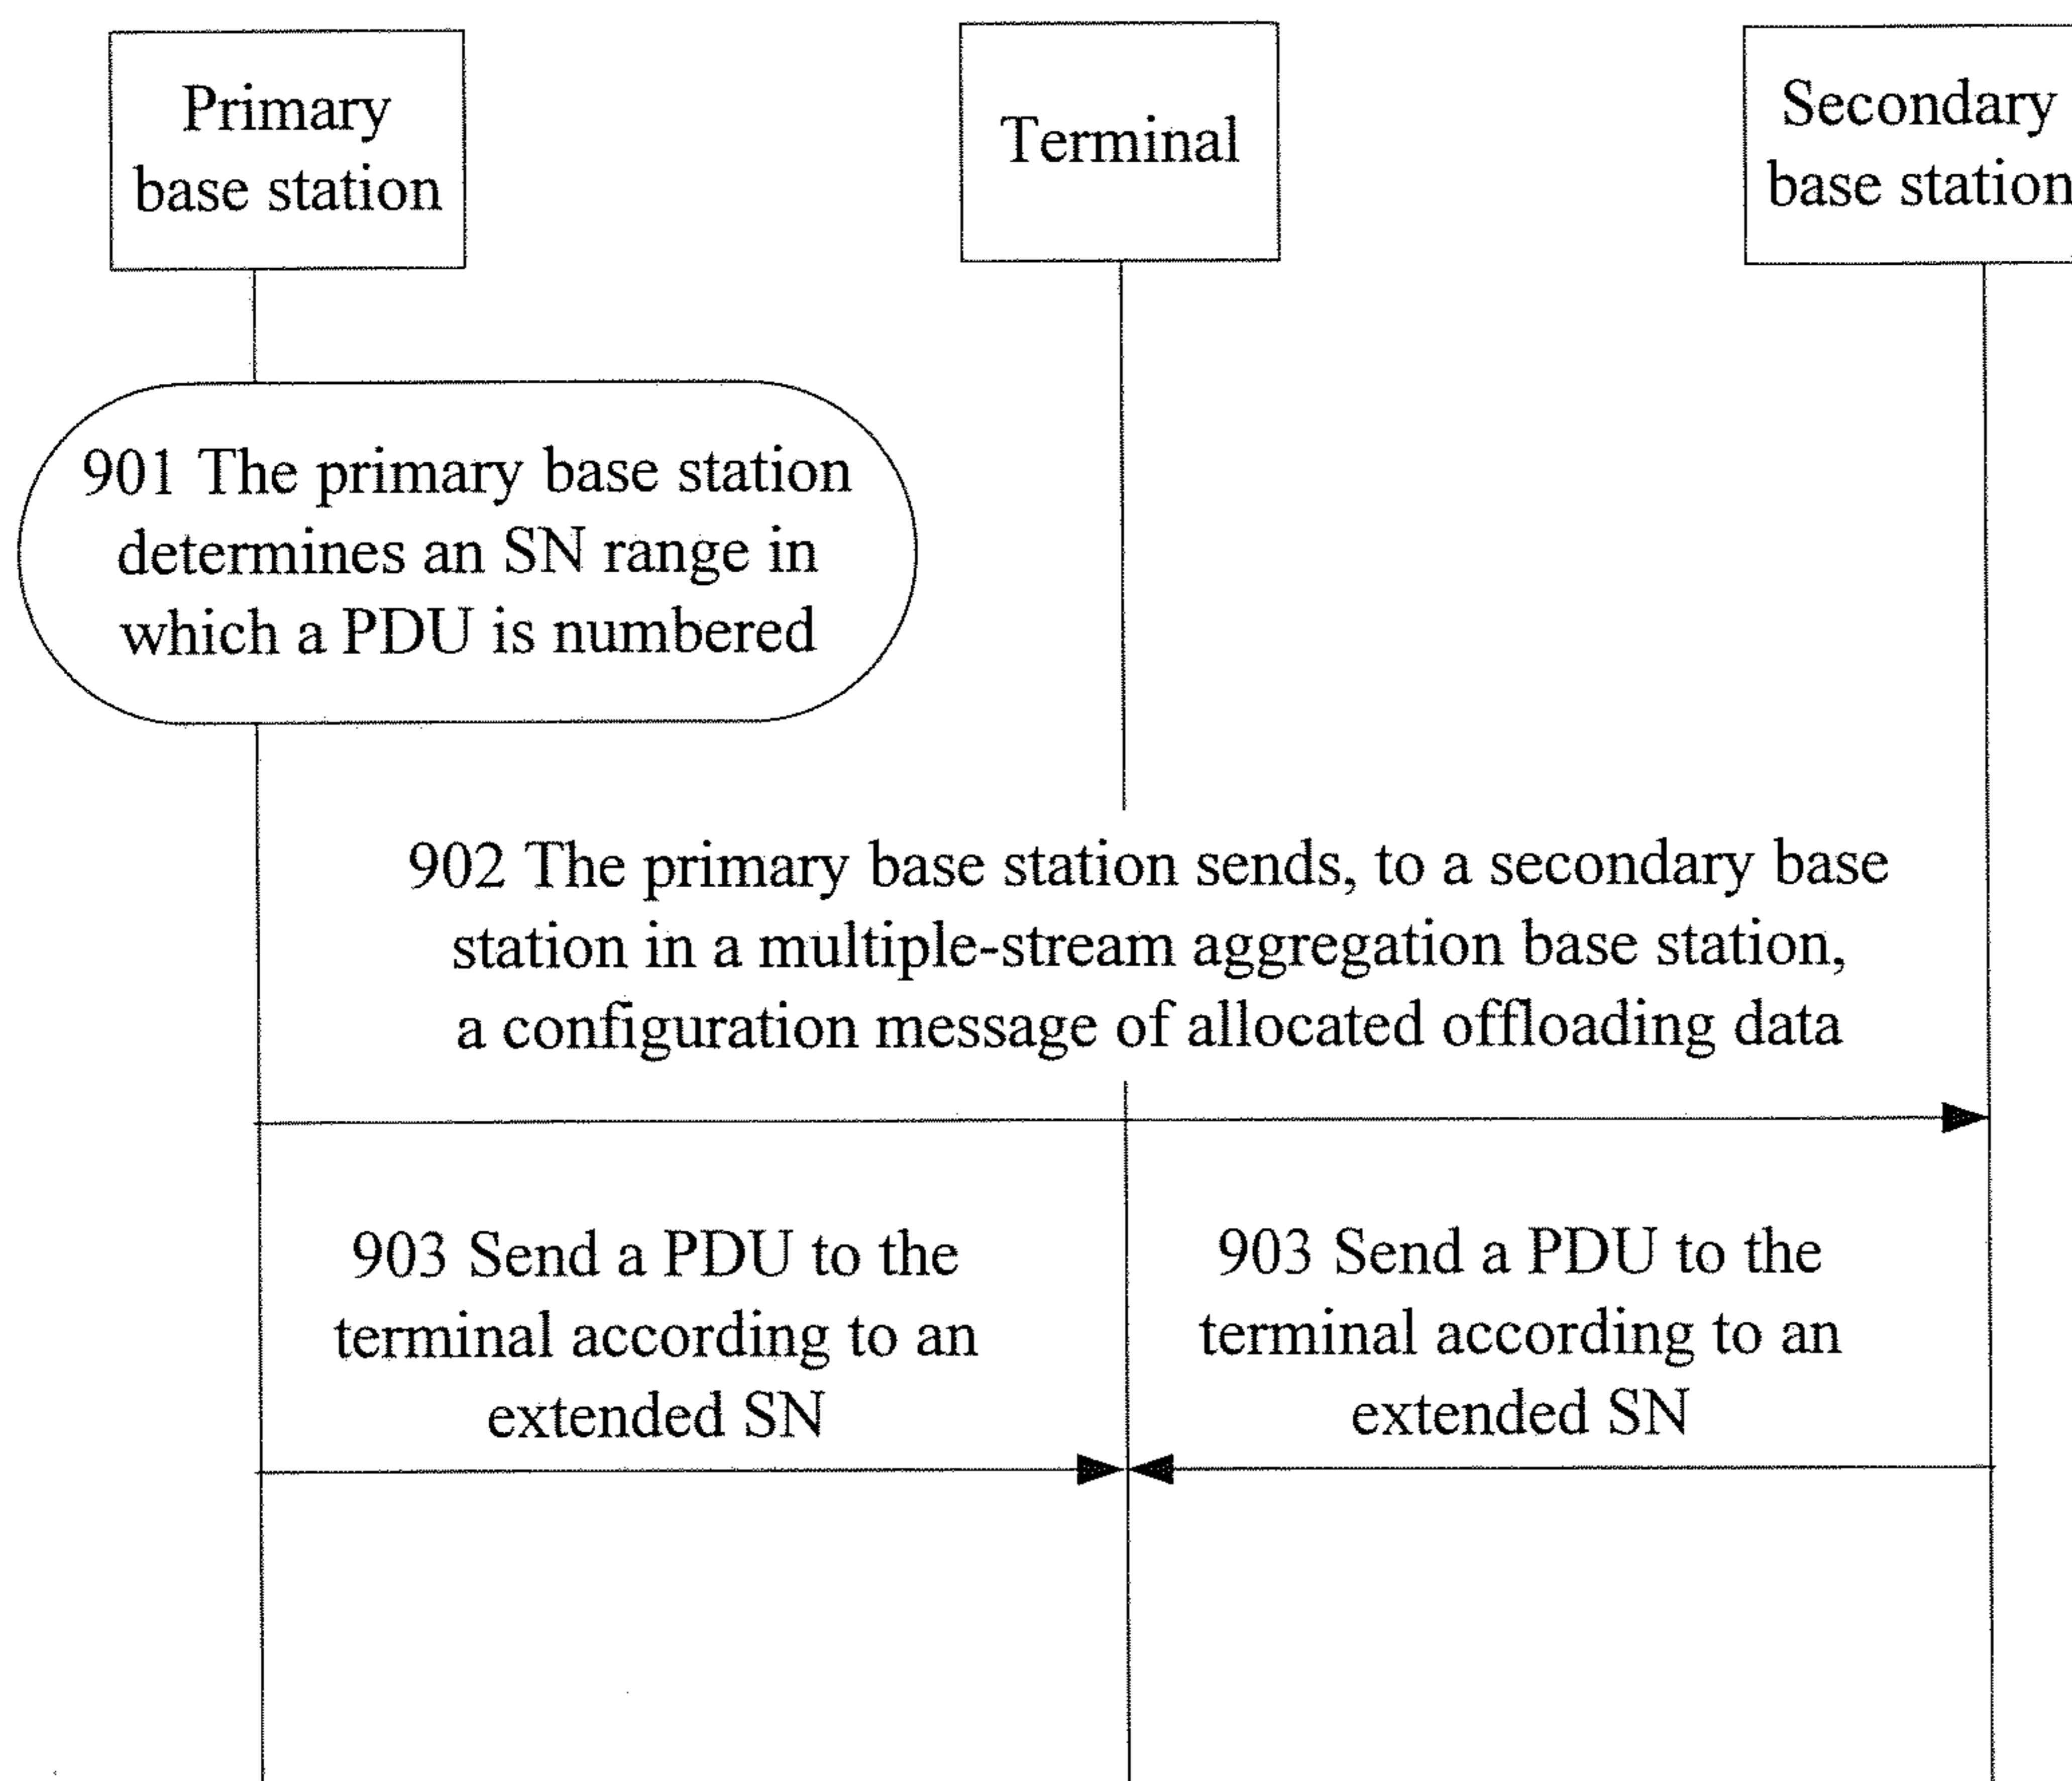 Primary
base station
Terminal
Secondary
base station
901 The primary base station
determines an SN range in
which a PDU is numbered
902 The primary base station sends, to a secondary base
station in a multiple-stream aggregation base station,
a configuration message of allocated offloading data
903 Send a PDU to the
terminal according to an
extended SN
903 Send a PDU to the
terminal according to an
extended SN